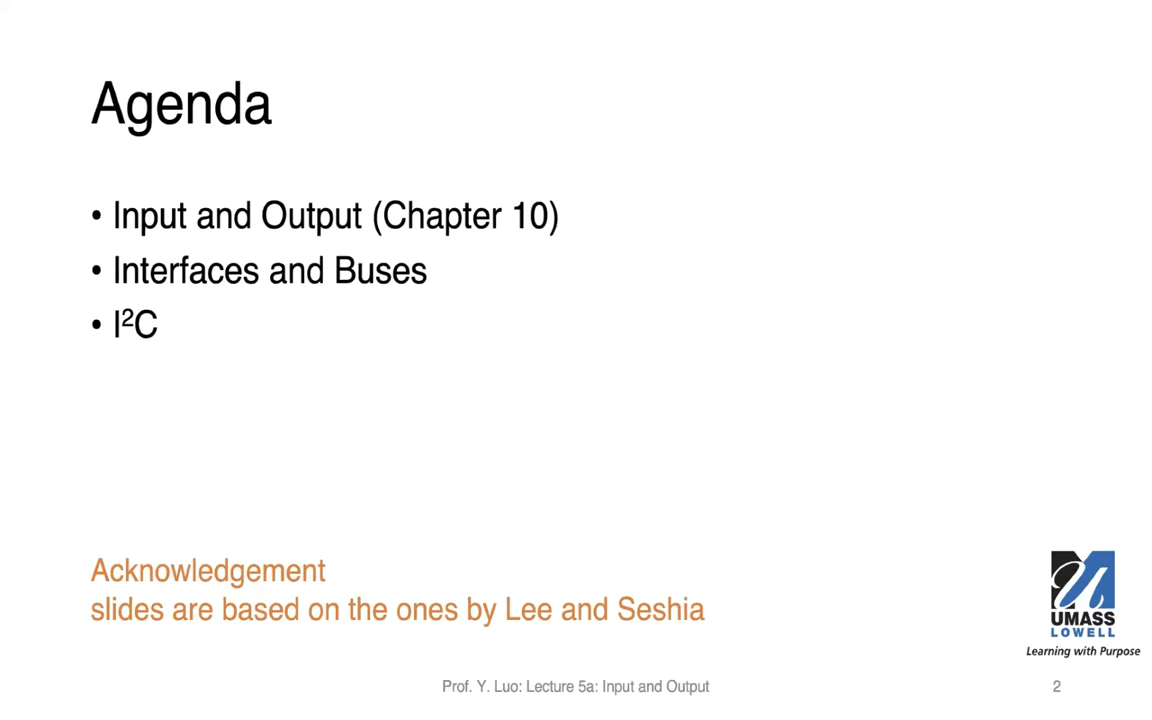 Agenda
• Input and Output (Chapter 10)
• Interfaces and Buses
• I²C
Acknowledgement
slides are based on the ones by Lee and Seshia
UMASS
LOWELL
Learning with Purpose
Prof. Y. Luo: Lecture 5a: Input and Output
2